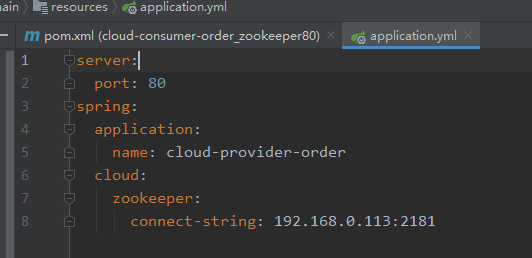 ain
resources
application.yml
pom.xml (cloud-consumer-order_zookeeper80)
application.yml
1 server:
2 port: 80
3 spring:
4 application:
5 name: cloud-provider-order
6 cloud:
7 zookeeper:
8 connect-string: 192.168.0.113:2181